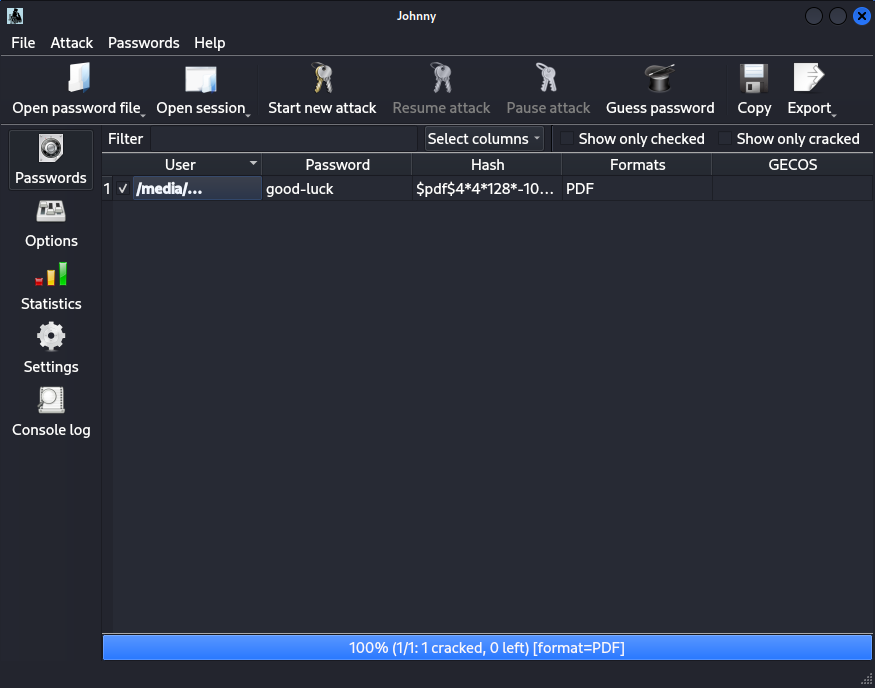 Johnny
File Attack Passwords Help
Open password file Open session Start new attack Resume attack Pause attack Guess password Copy Export
Filter Select columns Show only checked Show only cracked
Passwords
Options
Statistics
Settings
Console log
User Password Hash Formats GECOS
1 ✓ /media/... good-luck $pdf$4*4*128*-10... PDF
100% (1/1: 1 cracked, 0 left) [format=PDF]